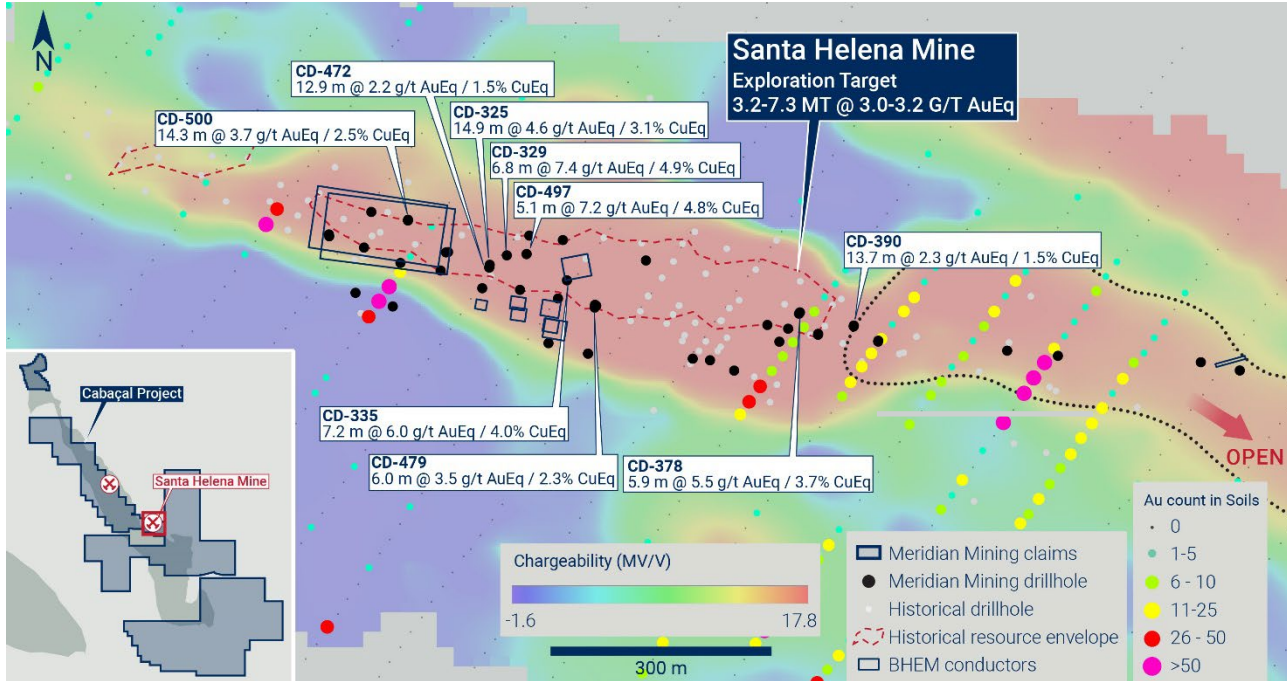 N
Santa Helena Mine
Exploration Target
3.2-7.3 MT @ 3.0-3.2 G/T AuEq
CD-472
12.9 m @ 2.2 g/t AuEq / 1.5% CuEq
CD-325
14.9 m @ 4.6 g/t AuEq / 3.1% CuEq
CD-500
14.3 m @ 3.7 g/t AuEq / 2.5% CuEq
CD-329
6.8 m @ 7.4 g/t AuEq / 4.9% CuEq
CD-497
5.1 m @ 7.2 g/t AuEq / 4.8% CuEq
CD-390
13.7 m @ 2.3 g/t AuEq / 1.5% CuEq
CD-335
7.2 m @ 6.0 g/t AuEq / 4.0% CuEq
CD-479
6.0 m @ 3.5 g/t AuEq / 2.3% CuEq
CD-378
5.9 m @ 5.5 g/t AuEq / 3.7% CuEq
OPEN
Cabaçal Project
Santa Helena Mine
Chargeability (MV/V)
-1.6 17.8
300 m
Meridian Mining claims
Meridian Mining drillhole
Historical drillhole
Historical resource envelope
BHEM conductors
Au count in Soils
0
1-5
6 - 10
11-25
26 - 50
>50